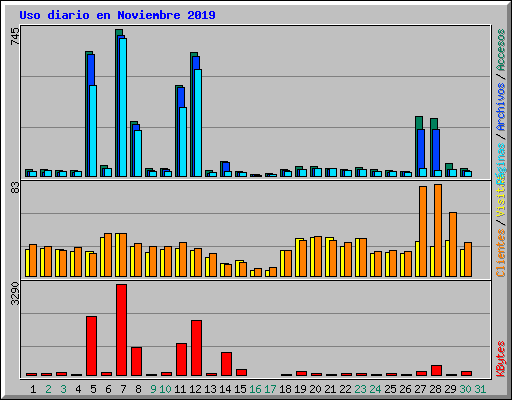 Uso diario en Noviembre 2019
745
83
3290
Accesos / Archivos / Páginas / Visitas / Clientes
KBytes
1 2 3 4 5 6 7 8 9 10 11 12 13 14 15 16 17 18 19 20 21 22 23 24 25 26 27 28 29 30 31